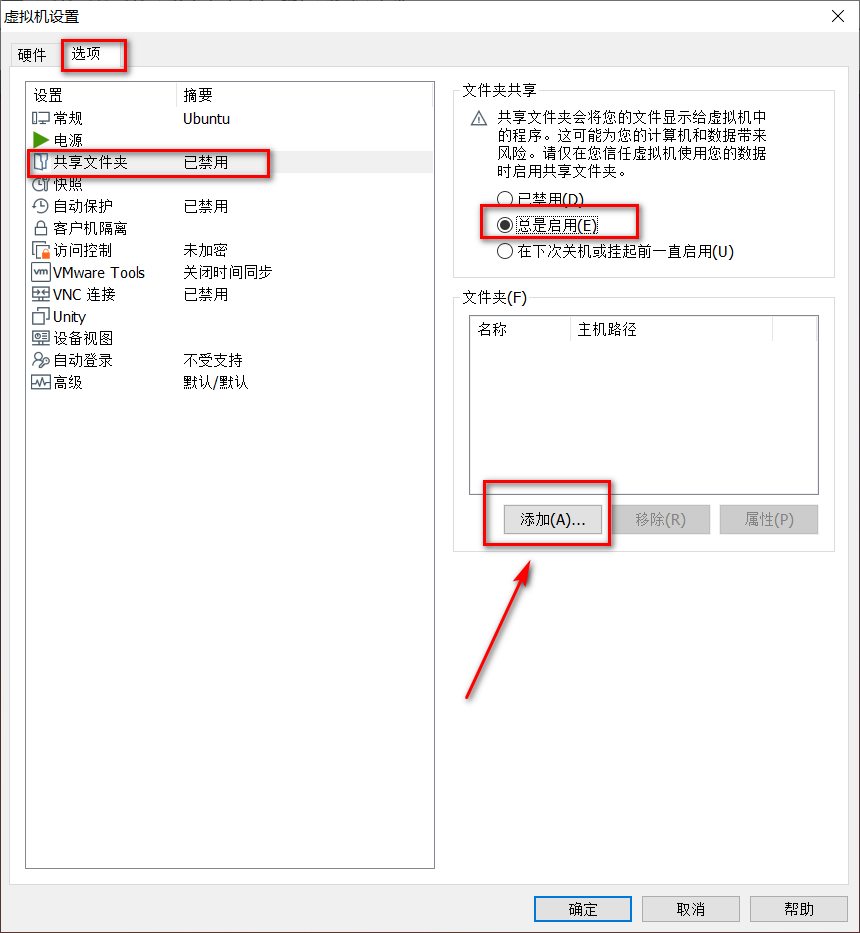 虚拟机设置
硬件 选项
设置 摘要
常规 Ubuntu
电源
共享文件夹 已禁用
快照
自动保护 已禁用
客户机隔离
访问控制 未加密
VMware Tools 关闭时间同步
VNC 连接 已禁用
Unity
设备视图
自动登录 不受支持
高级 默认/默认
文件夹共享
共享文件夹会将您的文件显示给虚拟机中
的程序。这可能为您的计算机和数据带来
风险。请仅在您信任虚拟机使用您的数据
时启用共享文件夹。
已禁用(D)
总是启用(E)
在下次关机或挂起前一直启用(U)
文件夹(F)
名称 主机路径
添加(A)... 移除(R) 属性(P)
确定 取消 帮助